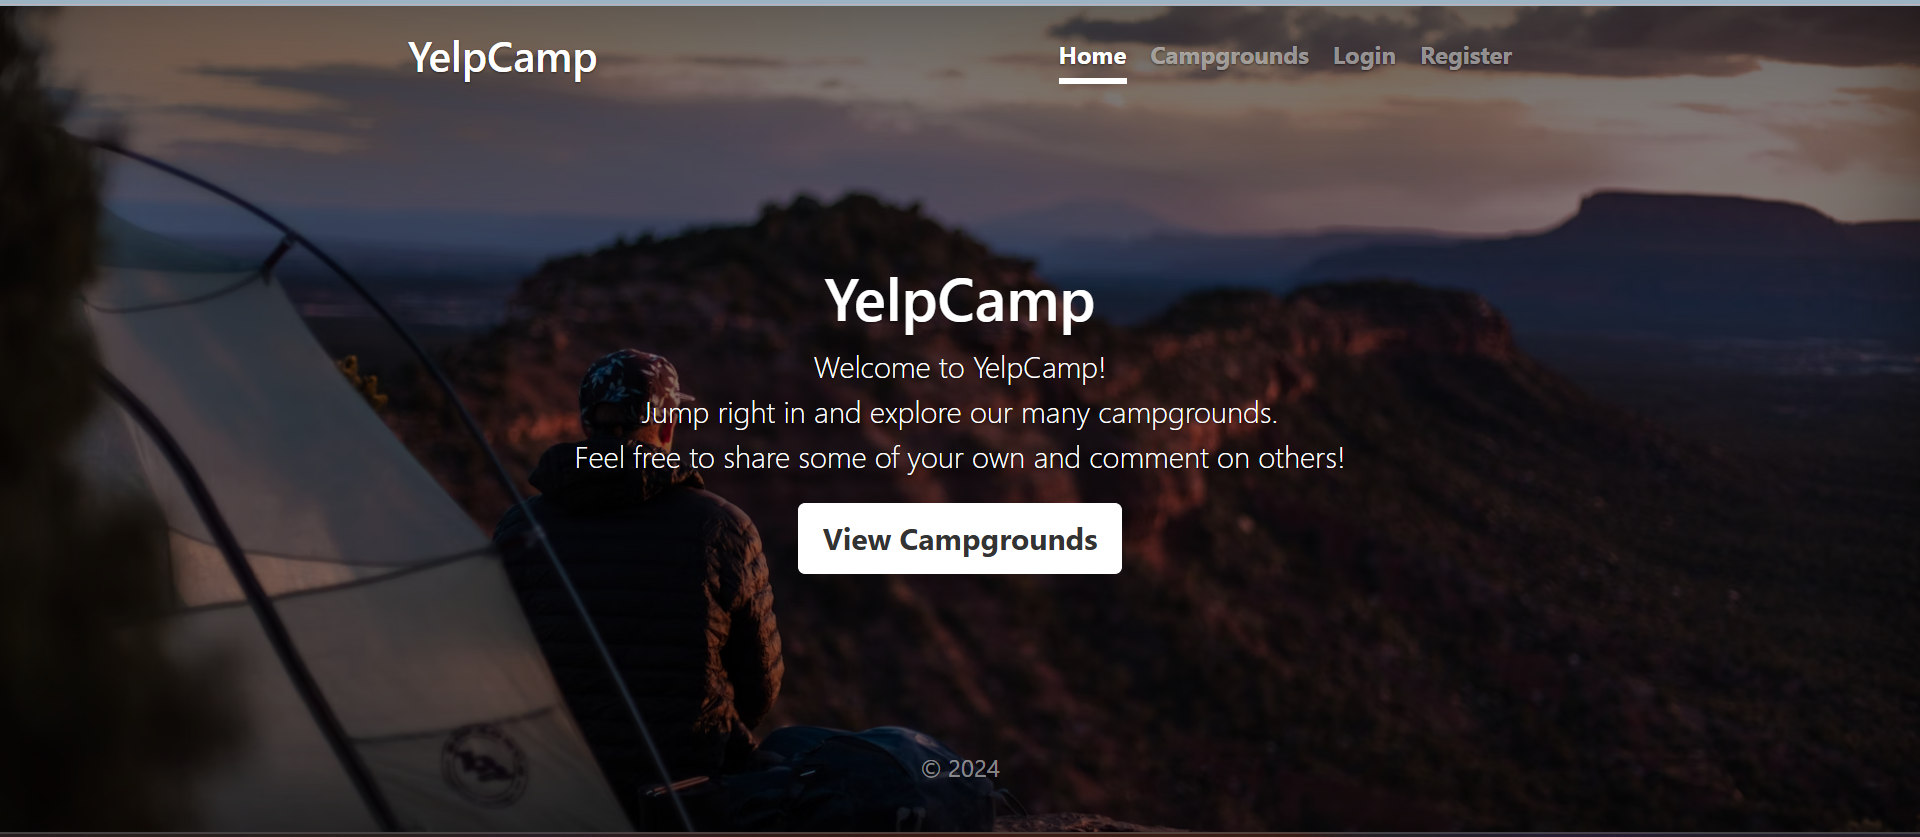 YelpCamp
Home Campgrounds Login Register
YelpCamp
Welcome to YelpCamp!
Jump right in and explore our many campgrounds.
Feel free to share some of your own and comment on others!
View Campgrounds
© 2024